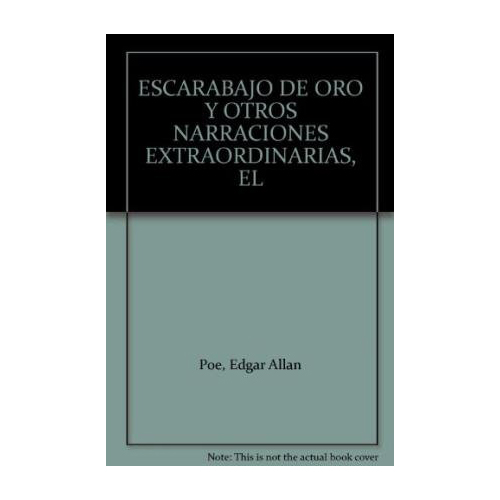 ESCARABAJO DE ORO
Y OTROS
NARRACIONES
EXTRAORDINARIAS,
EL
Poe, Edgar Allan
Note: This is not the actual book cover